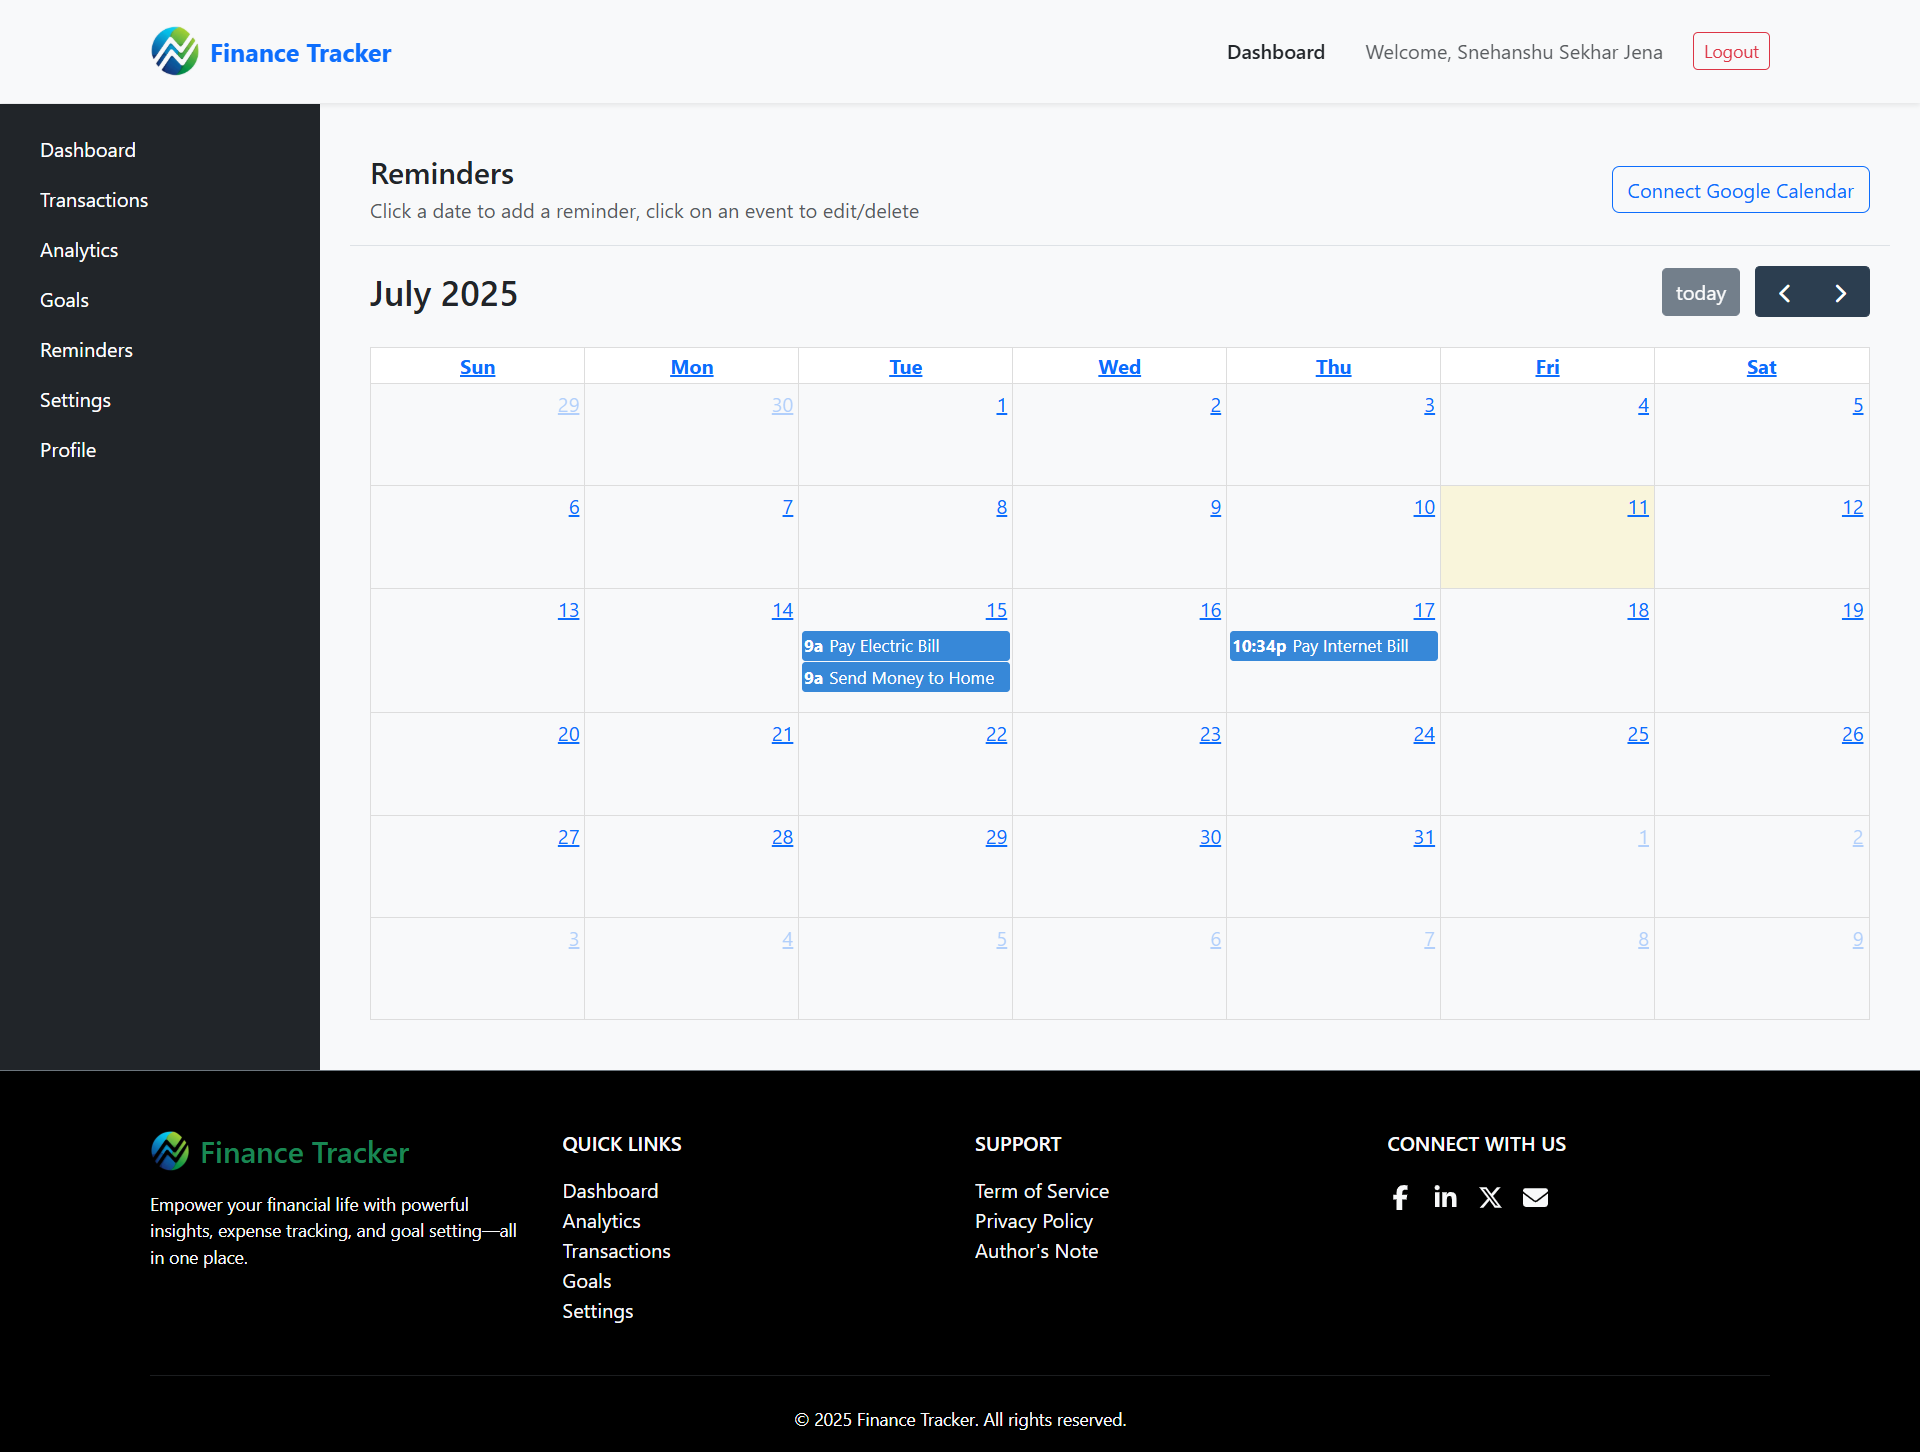 Finance Tracker
Dashboard
Welcome, Snehanshu Sekhar Jena
Logout
Dashboard
Transactions
Analytics
Goals
Reminders
Settings
Profile
Reminders
Click a date to add a reminder, click on an event to edit/delete
Connect Google Calendar
July 2025
today
Sun Mon Tue Wed Thu Fri Sat
29 30 1 2 3 4 5
6 7 8 9 10 11 12
13 14 15 16 17 18 19
9a Pay Electric Bill
9a Send Money to Home
10:34p Pay Internet Bill
20 21 22 23 24 25 26
27 28 29 30 31 1 2
3 4 5 6 7 8 9
Finance Tracker
Empower your financial life with powerful
insights, expense tracking, and goal setting—all
in one place.
QUICK LINKS
Dashboard
Analytics
Transactions
Goals
Settings
SUPPORT
Term of Service
Privacy Policy
Author's Note
CONNECT WITH US
© 2025 Finance Tracker. All rights reserved.